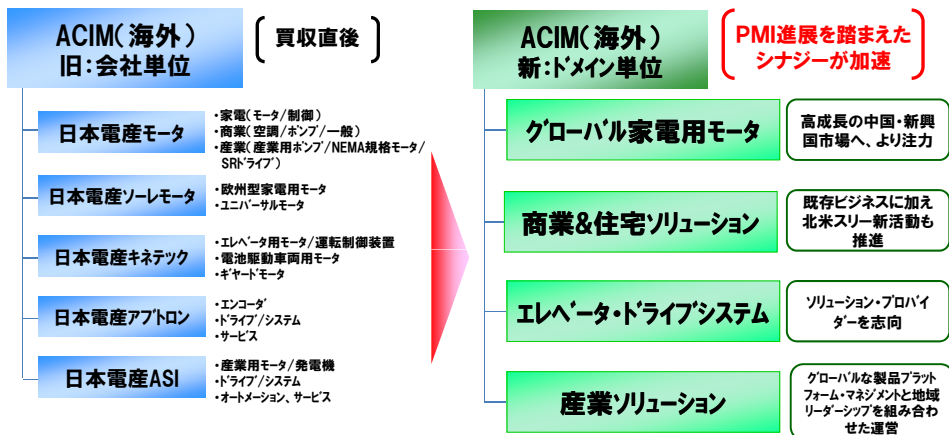 ACIM(海外)
旧:会社単位
買収直後
日本電産モータ
・家電(モータ/制御)
・商業(空調/ポンプ/一般)
・産業(産業用ポンプ/NEMA規格モータ/
SRドライブ)
日本電産ソーレモータ
・欧州型家電用モータ
・ユニバーサルモータ
日本電産キネテック
・エレベータ用モータ/運転制御装置
・電池駆動車両用モータ
・ギヤードモータ
日本電産アブトロン
・エンコーダ
・ドライブ/システム
・サービス
日本電産ASI
・産業用モータ/発電機
・ドライブ/システム
・オートメーション、サービス
ACIM(海外)
新:ドメイン単位
PMI進展を踏まえた
シナジーが加速
グローバル家電用モータ
高成長の中国・新興
国市場へ、より注力
商業&住宅ソリューション
既存ビジネスに加え
北米スリー新活動も
推進
エレベータ・ドライブシステム
ソリューション・プロバイ
ダーを志向
産業ソリューション
グローバルな製品プラット
フォーム・マネジメントと地域
リーダーシップを組み合わ
せた運営